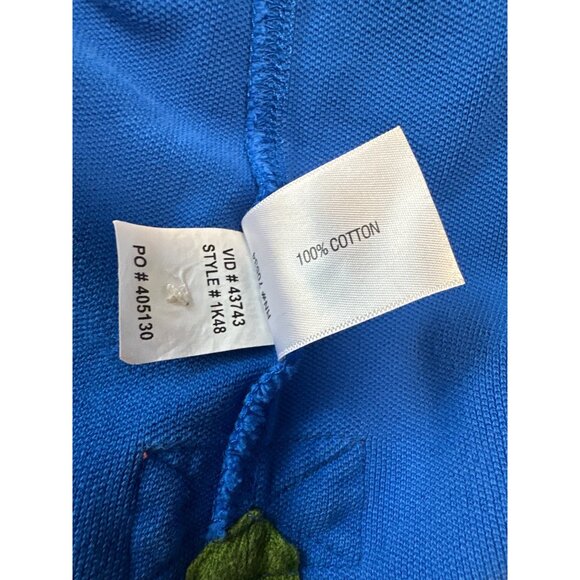 VID # 43743
STYLE # 1K48
PO # 405130
100% COTTON